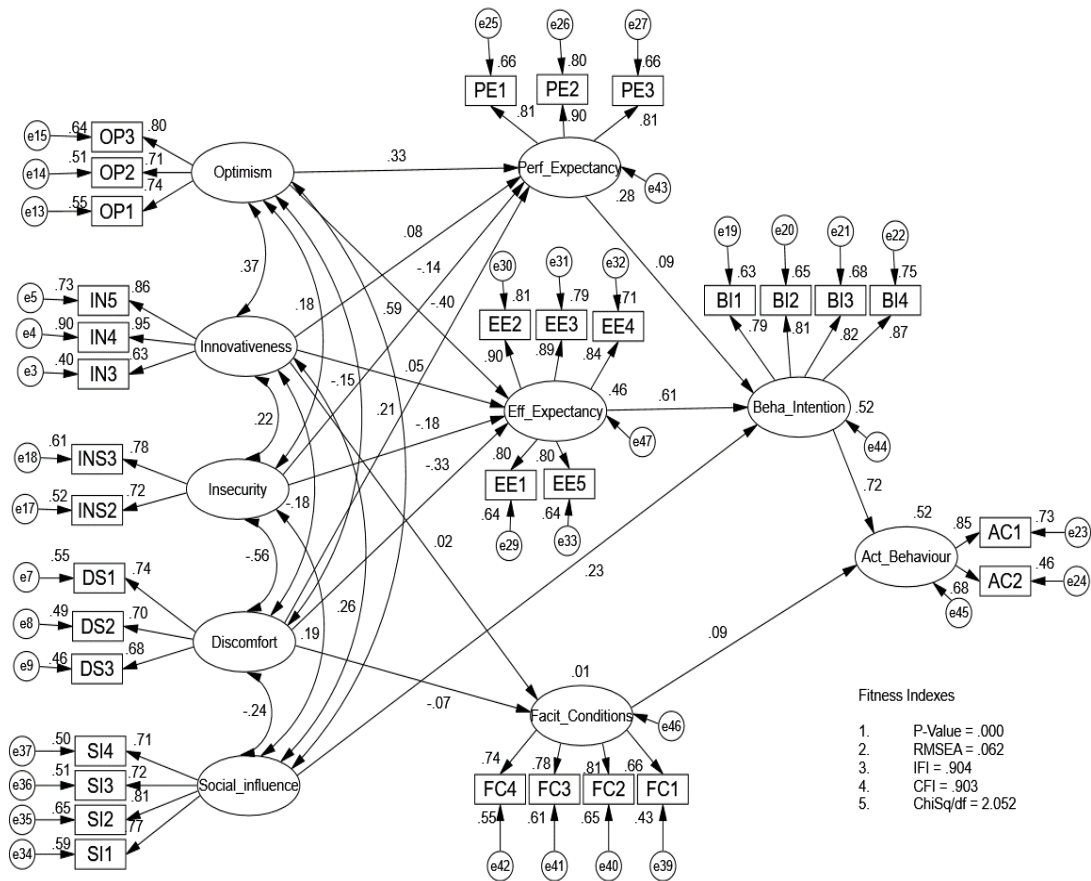 e25
e26
e27
.66
.80
.66
PE1
PE2
PE3
.81
.90
.81
Perf_Expectancy
.28
e43
e15
.64
OP3
.80
e14
.51
OP2
.71
e13
.55
OP1
.74
Optimism
.33
.37
.18
.08
-.14
.59
-.40
e5
.73
IN5
.86
e4
.90
IN4
.95
e3
.40
IN3
.63
Innovativeness
.22
-.15
.05
.21
-.18
-.33
e30
e31
e32
.81
.79
.71
EE2
EE3
EE4
.90
.89
.84
Eff_Expectancy
.46
e47
.80
.80
EE1
EE5
.64
.64
e29
e33
.09
.61
e19
e20
e21
e22
.63
.65
.68
.75
BI1
BI2
BI3
BI4
.79
.81
.82
.87
Beha_Intention
.52
e44
.72
e18
.61
INS3
.78
e17
.52
INS2
.72
Insecurity
-.18
-.56
.02
.23
.52
Act_Behaviour
.85
AC1
.73
e23
.68
AC2
.46
e24
e45
e7
.55
DS1
.74
e8
.49
DS2
.70
e9
.46
DS3
.68
Discomfort
.19
.26
-.24
-.07
.09
.01
Facit_Conditions
e46
.74
.78
.81
.66
FC4
FC3
FC2
FC1
.55
.61
.65
.43
e42
e41
e40
e39
e37
.50
SI4
.71
e36
.51
SI3
.72
e35
.65
SI2
.81
e34
.59
SI1
.77
Social_influence
Fitness Indexes
1. P-Value = .000
2. RMSEA = .062
3. IFI = .904
4. CFI = .903
5. ChiSq/df = 2.052